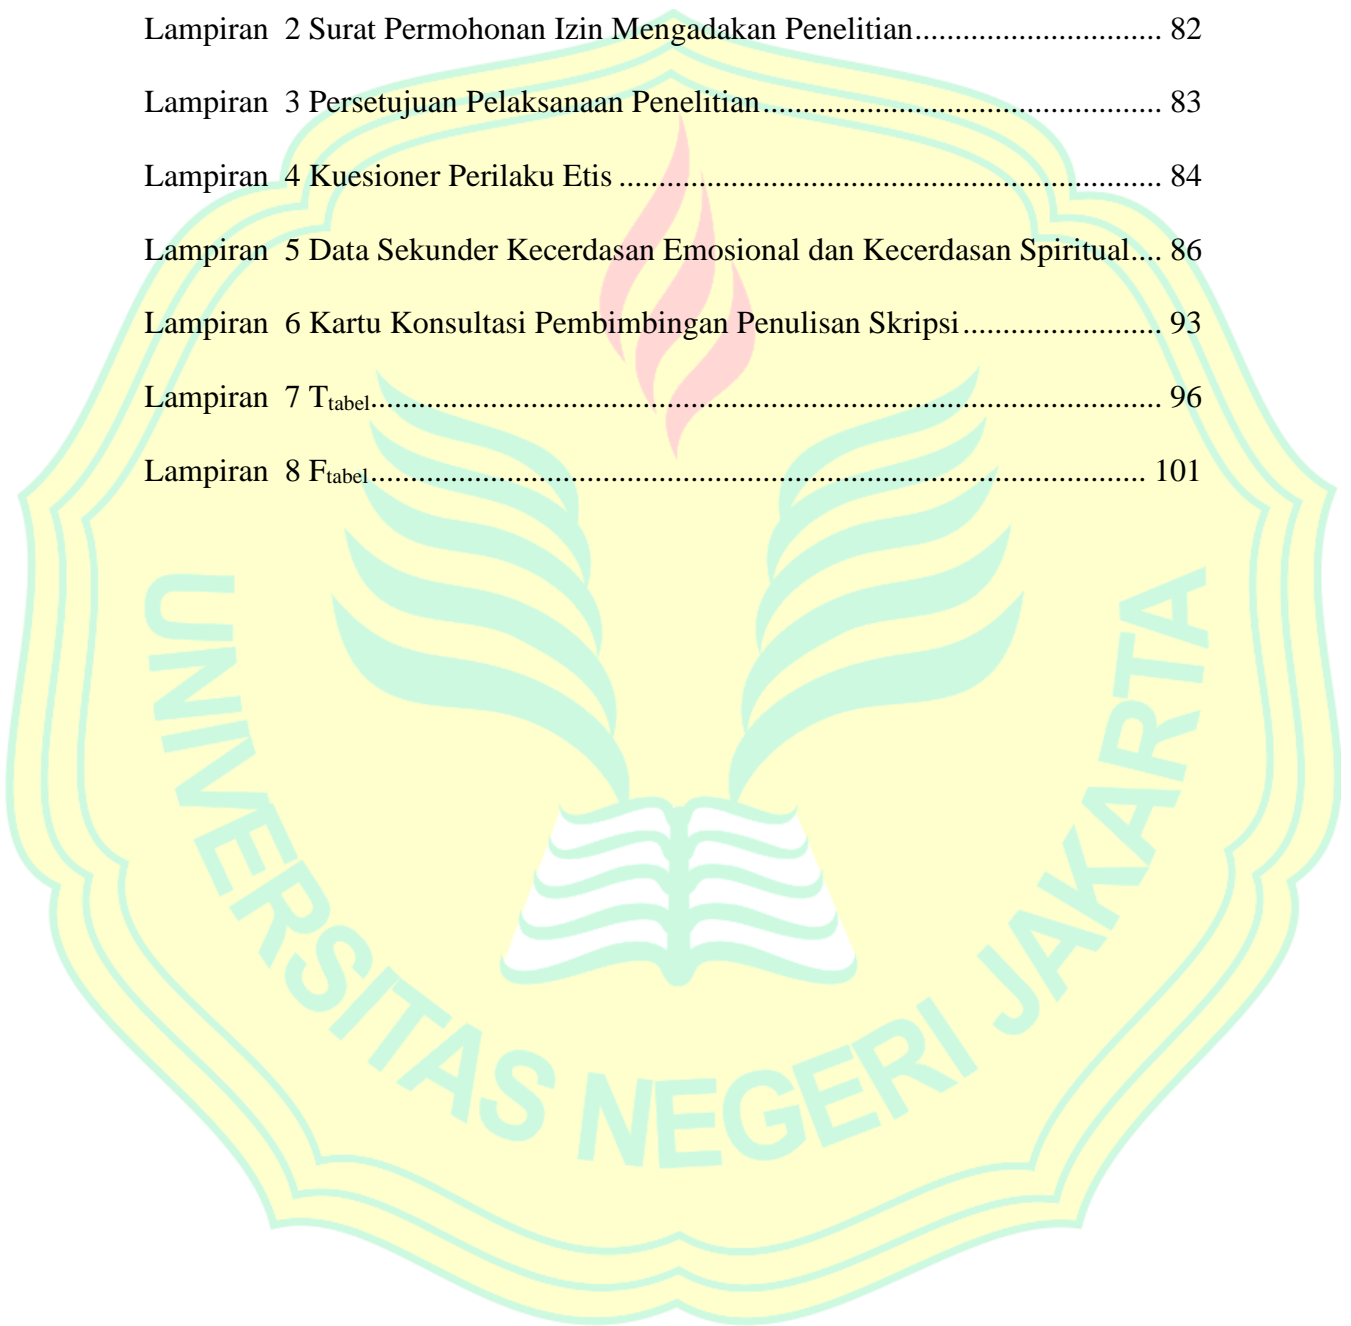 Lampiran  2 Surat Permohonan Izin Mengadakan Penelitian............................... 82
Lampiran  3 Persetujuan Pelaksanaan Penelitian.................................................. 83
Lampiran  4 Kuesioner Perilaku Etis .................................................................... 84
Lampiran  5 Data Sekunder Kecerdasan Emosional dan Kecerdasan Spiritual.... 86
Lampiran  6 Kartu Konsultasi Pembimbingan Penulisan Skripsi......................... 93
Lampiran  7 Ttabel................................................................................................... 96
Lampiran  8 Ftabel................................................................................................. 101
UNIVERSITAS NEGERI JAKARTA